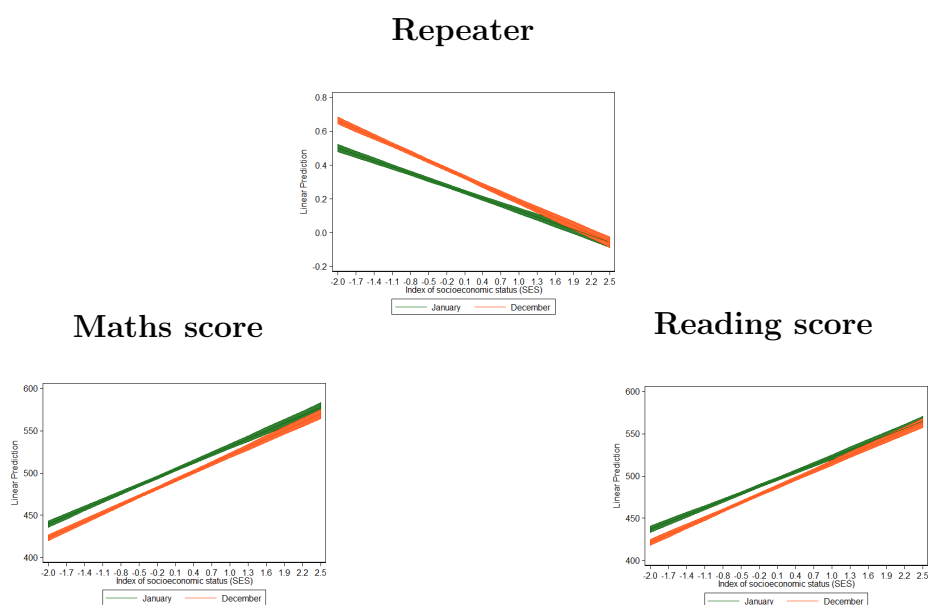 Repeater
0.8
0.6
0.4
0.2
0.0
-0.2
Linear Prediction
-2.0 -1.7 -1.4 -1.1 -0.8 -0.5 -0.2 0.1 0.4 0.7 1.0 1.3 1.6 1.9 2.2 2.5
Index of socioeconomic status (SES)
January December
Maths score
600
550
500
450
400
Linear Prediction
-2.0 -1.7 -1.4 -1.1 -0.8 -0.5 -0.2 0.1 0.4 0.7 1.0 1.3 1.6 1.9 2.2 2.5
Index of socioeconomic status (SES)
January December
Reading score
600
550
500
450
400
Linear Prediction
-2.0 -1.7 -1.4 -1.1 -0.8 -0.5 -0.2 0.1 0.4 0.7 1.0 1.3 1.6 1.9 2.2 2.5
Index of socioeconomic status (SES)
January December